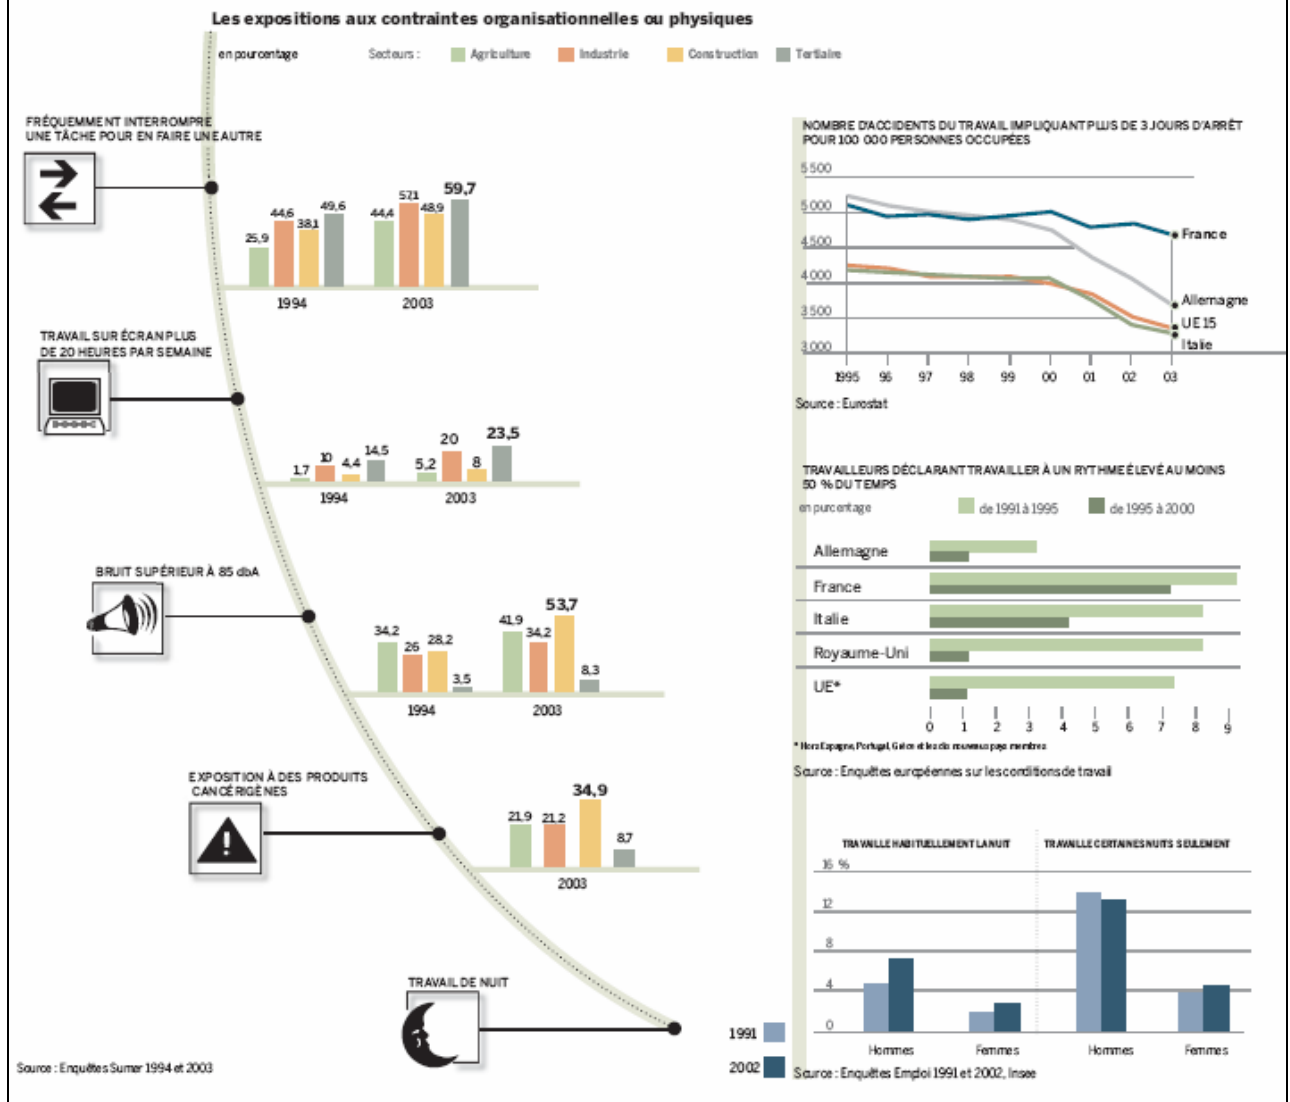 Les expositions aux contraintes organisationnelles ou physiques
en pourcentage
Secteurs :
Agriculture
Industrie
Construction
Tertiaire
FRÉQUEMMENT INTERROMPRE
UNE TÂCHE POUR EN FAIRE UNE AUTRE
25,9
44,6
38,1
49,6
44,4
57,1
48,9
59,7
1994
2003
TRAVAIL SUR ÉCRAN PLUS
DE 20 HEURES PAR SEMAINE
1,7
10
4,4
14,5
5,2
20
8
23,5
1994
2003
BRUIT SUPÉRIEUR À 85 dbA
34,2
26
28,2
3,5
41,9
34,2
53,7
8,3
1994
2003
EXPOSITION À DES PRODUITS
CANCÉRIGÈNES
21,9
21,2
34,9
8,7
2003
TRAVAIL DE NUIT
Source : Enquêtes Sumer 1994 et 2003
NOMBRE D'ACCIDENTS DU TRAVAIL IMPLIQUANT PLUS DE 3 JOURS D'ARRÊT
POUR 100 000 PERSONNES OCCUPÉES
5 500
5 000
4 500
4 000
3 500
3 000
France
Allemagne
UE 15
Italie
1995 96 97 98 99 00 01 02 03
Source : Eurostat
TRAVAILLEURS DÉCLARANT TRAVAILLER À UN RYTHME ÉLEVÉ AU MOINS
50 % DU TEMPS
en purcentage
de 1991 à 1995
de 1995 à 2000
Allemagne
France
Italie
Royaume-Uni
UE*
0 1 2 3 4 5 6 7 8 9
* Hors Espagne, Portugal, Grèce et les dix nouveaux pays membres
Source : Enquêtes européennes sur les conditions de travail
TRAVAILLE HABITUELLEMENT LA NUIT
TRAVAILLE CERTAINES NUITS SEULEMENT
16 %
12
8
4
0
Hommes
Femmes
Hommes
Femmes
1991
2002
Source : Enquêtes Emploi 1991 et 2002, Insee